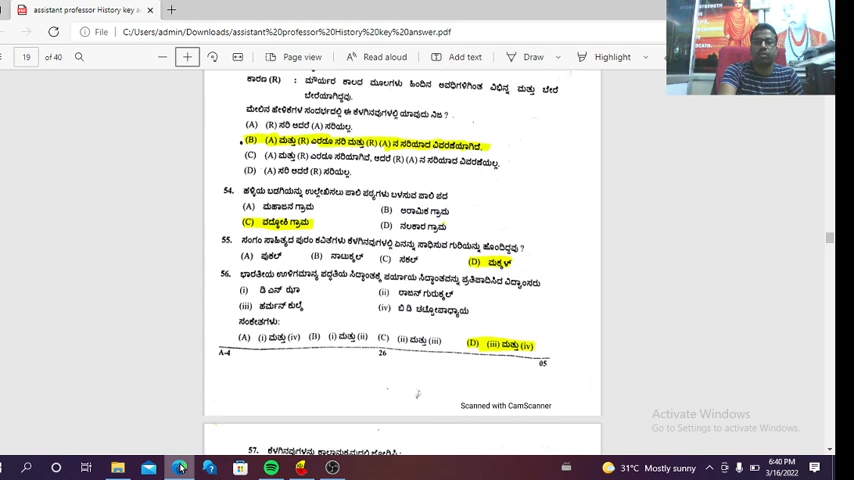 assistant professor History key a
File
C:/Users/admin/Downloads/assistant%20professor%20History%20key%20answer.pdf
19 of 40
Page view
Read aloud
Add text
Draw
Highlight
ಕಾರಣ (R) : ಮೌರ್ಯರ ಕಾಲದ ಮೂಲಗಳು ಹಿಂದಿನ ಅವಧಿಗಳಿಗಿಂತ ವಿಭಿನ್ನ ಮತ್ತು ಬೇರೆ
ಬೇರೆಯಾಗಿದ್ದವು.
ಮೇಲಿನ ಹೇಳಿಕೆಗಳ ಸಂದರ್ಭದಲ್ಲಿ ಈ ಕೆಳಗಿನವುಗಳಲ್ಲಿ ಯಾವುದು ನಿಜ ?
(A) (R) ಸರಿ ಆದರೆ (A) ಸರಿಯಲ್ಲ.
(B) (A) ಮತ್ತು (R) ಎರಡೂ ಸರಿ ಮತ್ತು (R) (A) ನ ಸರಿಯಾದ ವಿವರಣೆಯಾಗಿದೆ.
(C) (A) ಮತ್ತು (R) ಎರಡೂ ಸರಿಯಾಗಿದೆ, ಆದರೆ (R) (A) ನ ಸರಿಯಾದ ವಿವರಣೆಯಲ್ಲ.
(D) (A) ಸರಿ ಆದರೆ (R) ಸರಿಯಲ್ಲ.
54. ಹಳ್ಳಿಯ ಬಡಗಿಯನ್ನು ಉಲ್ಲೇಖಿಸಲು ಪಾಲಿ ಪಠ್ಯಗಳು ಬಳಸುವ ಪಾಲಿ ಪದ
(A) ಮಹಾಜನ ಗ್ರಾಮ (B) ಆರಾಮಿಕ ಗ್ರಾಮ
(C) ವದ್ಧೋಕಿ ಗ್ರಾಮ (D) ನಲಕಾರ ಗ್ರಾಮ
55. ಸಂಗಂ ಸಾಹಿತ್ಯದ ಪುರಂ ಕವಿತೆಗಳು ಕೆಳಗಿನವುಗಳಲ್ಲಿ ಏನನ್ನು ಸಾಧಿಸುವ ಗುರಿಯನ್ನು ಹೊಂದಿದ್ದವು ?
(A) ಪುಕಲ್ (B) ನಾಟುಕ್ಕಲ್ (C) ಸಕಲ್ (D) ಮಕ್ಕಳ್
56. ಭಾರತೀಯ ಊಳಿಗಮಾನ್ಯ ಪದ್ಧತಿಯ ಸಿದ್ಧಾಂತಕ್ಕೆ ಪರ್ಯಾಯ ಸಿದ್ಧಾಂತವನ್ನು ಪ್ರತಿಪಾದಿಸಿದ ವಿದ್ವಾಂಸರು
(i) ಡಿ ಎನ್ ಝಾ (ii) ರಾಜನ್ ಗುರುಕ್ಕಲ್
(iii) ಹರ್ಮನ್ ಕುಲ್ಕೆ (iv) ಬಿ ಡಿ ಚಟ್ಟೋಪಾಧ್ಯಾಯ
ಸಂಕೇತಗಳು:
(A) (i) ಮತ್ತು (iv) (B) (i) ಮತ್ತು (ii) (C) (ii) ಮತ್ತು (iii) (D) (iii) ಮತ್ತು (iv)
A-4 26 05
Scanned with CamScanner
57. ಕೆಳಗಿನವುಗಳನ್ನು ಕಾಲಾನುಕ್ರಮದಲ್ಲಿ ಜೋಡಿಸಿ :
Activate Windows
Go to Settings to activate Windows.
31°C Mostly sunny
6:40 PM
3/16/2022